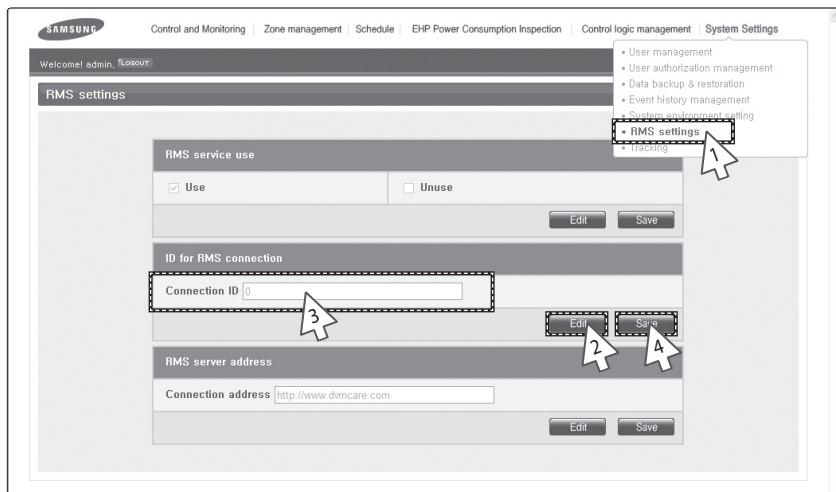 SAMSUNG Control and Monitoring Zone management Schedule EHP Power Consumption Inspection Control logic management System Settings
Welcome! admin, LOGOUT
• User management
• User authorization management
• Data backup & restoration
• Event history management
• System environment setting
• RMS settings
• Tracking
1
RMS settings
RMS service use
Use Unuse
Edit Save
ID for RMS connection
Connection ID 0
3
Edit Save
2 4
RMS server address
Connection address http://www.dvmcare.com
Edit Save